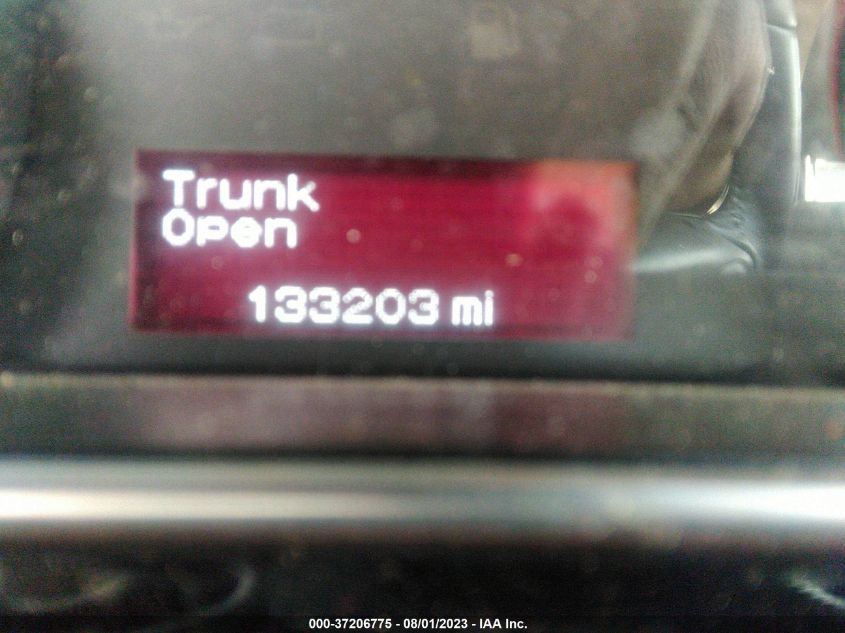 Trunk
Open
133203 mi
000-37206775 - 08/01/2023 - IAA Inc.